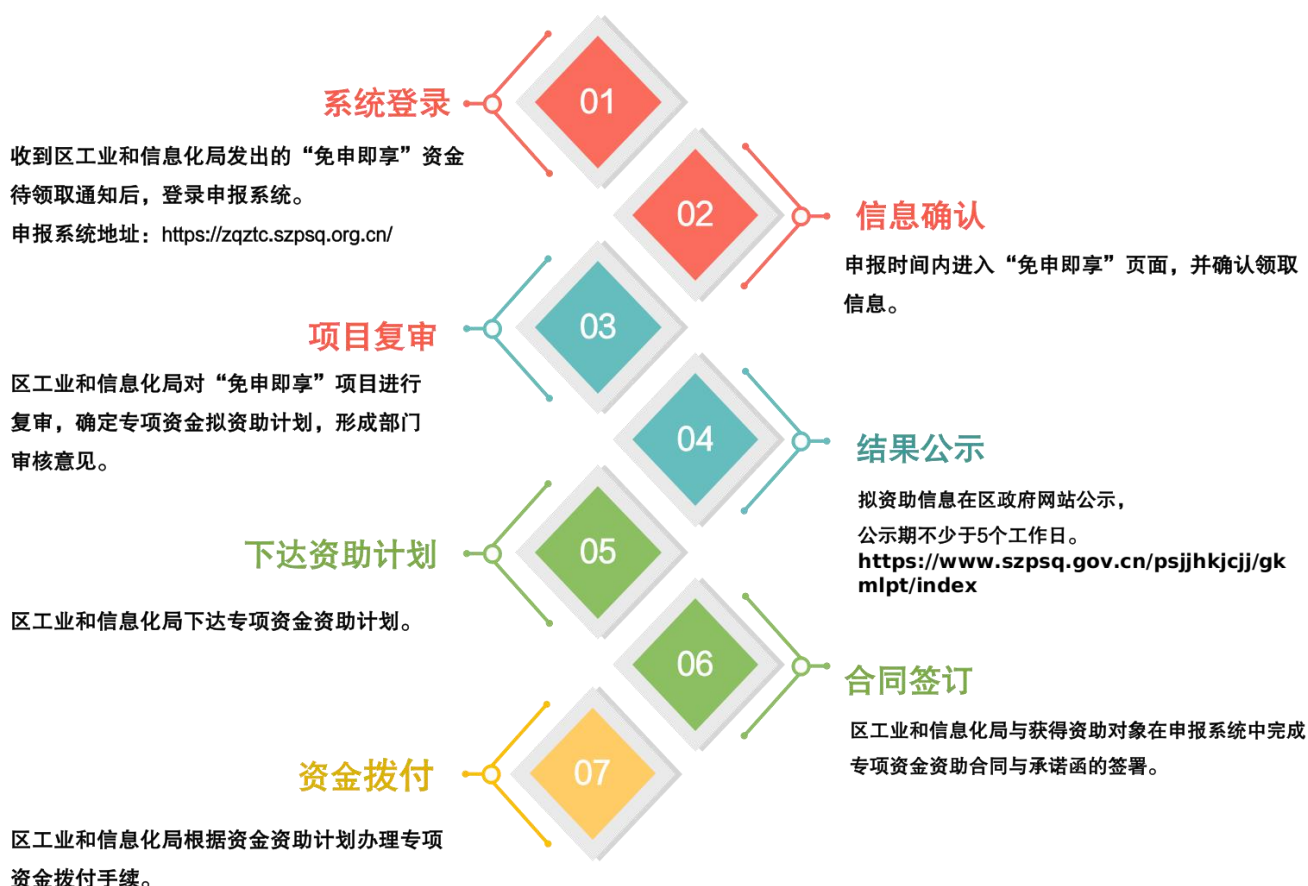 01
系统登录
收到区工业和信息化局发出的“免申即享”资金
待领取通知后，登录申报系统。
申报系统地址：https://zqztc.szpsq.org.cn/
02
信息确认
申报时间内进入“免申即享”页面，并确认领取
信息。
03
项目复审
区工业和信息化局对“免申即享”项目进行
复审，确定专项资金拟资助计划，形成部门
审核意见。
04
结果公示
拟资助信息在区政府网站公示，
公示期不少于5个工作日。
https://www.szpsq.gov.cn/psjjhkjcjj/gk
mlpt/index
05
下达资助计划
区工业和信息化局下达专项资金资助计划。
06
合同签订
区工业和信息化局与获得资助对象在申报系统中完成
专项资金资助合同与承诺函的签署。
07
资金拨付
区工业和信息化局根据资金资助计划办理专项
资金拨付手续。